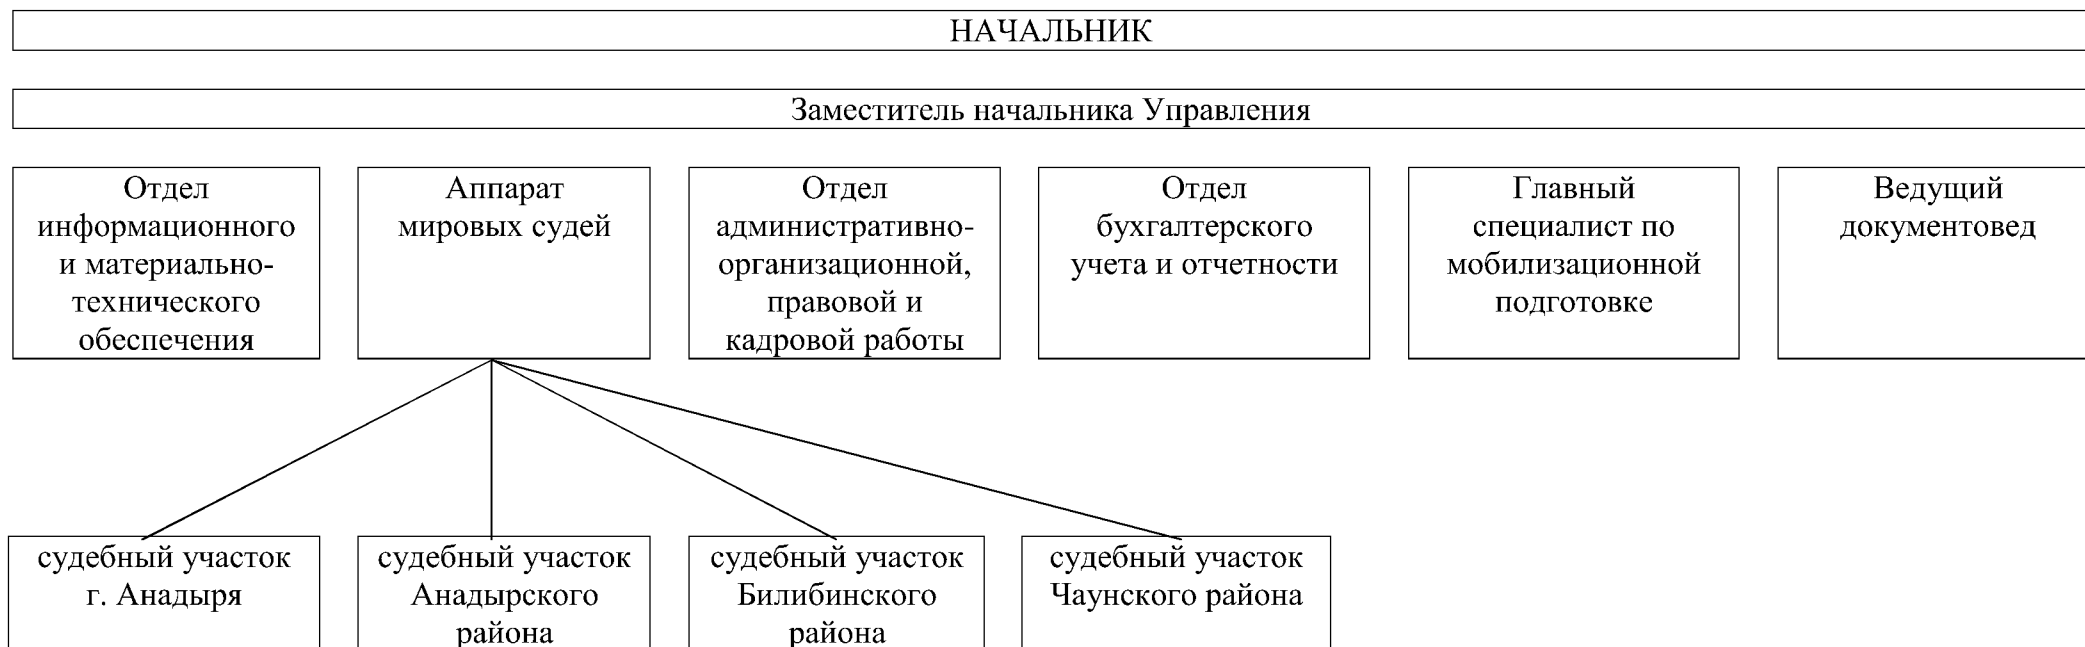 НАЧАЛЬНИК
Заместитель начальника Управления
Отдел
информационного
и материально-
технического
обеспечения
Аппарат
мировых судей
Отдел
административно-
организационной,
правовой и
кадровой работы
Отдел
бухгалтерского
учета и отчетности
Главный
специалист по
мобилизационной
подготовке
Ведущий
документовед
судебный участок
г. Анадыря
судебный участок
Анадырского
района
судебный участок
Билибинского
района
судебный участок
Чаунского района